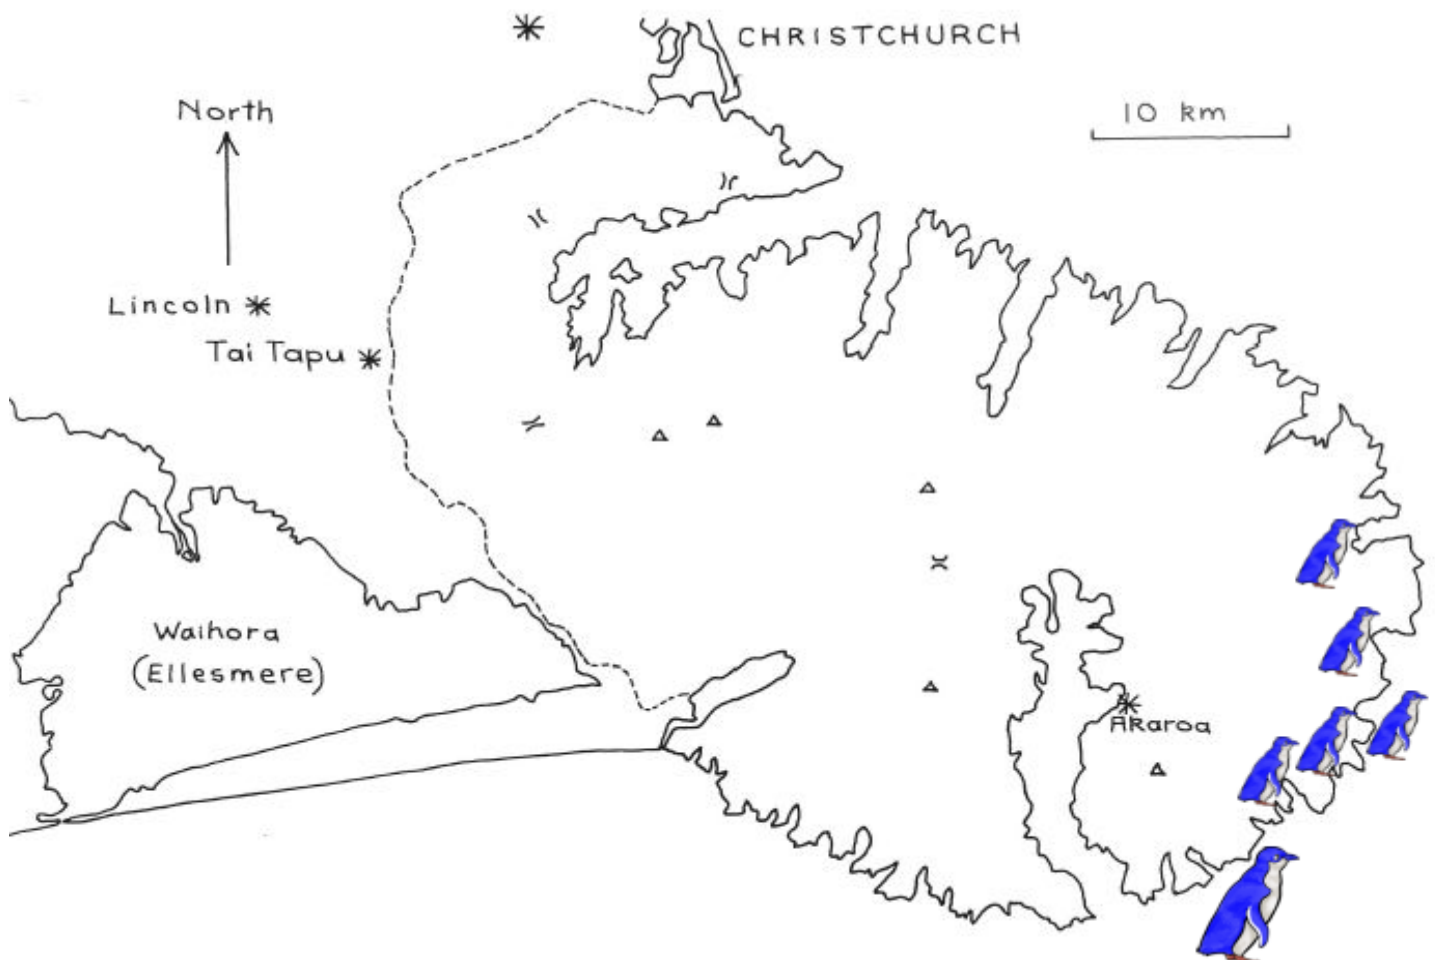 CHRISTCHURCH
North
10 km
Lincoln
Tai Tapu
Waihora
(Ellesmere)
Akaroa